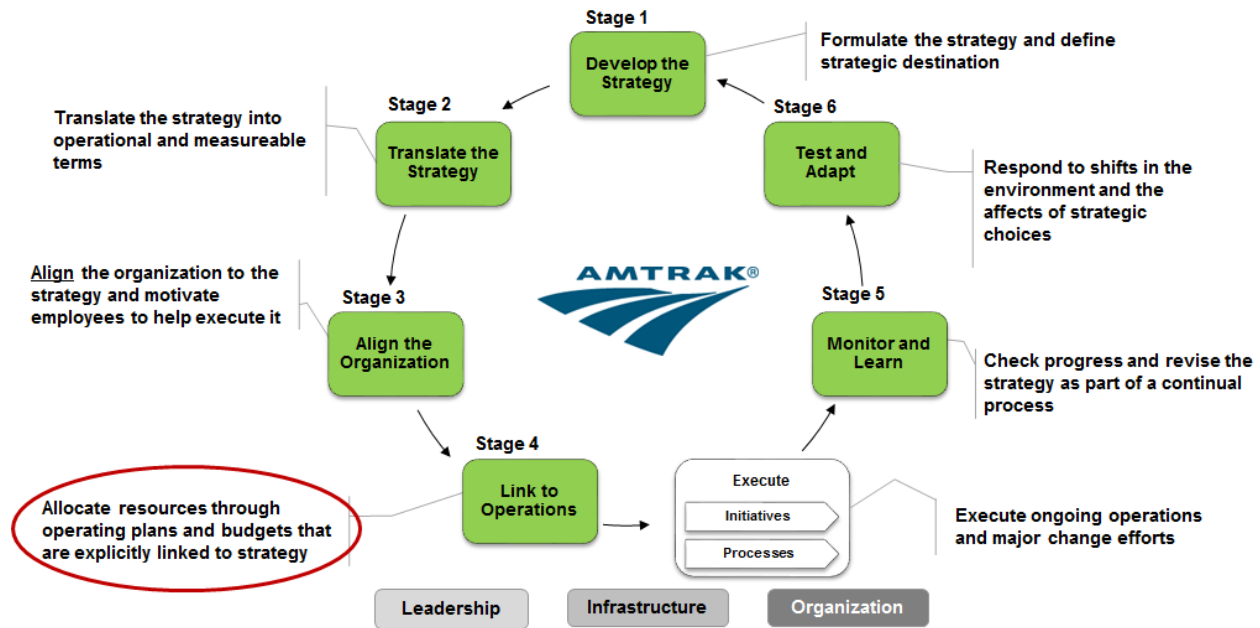 Stage 1
Develop the
Strategy
Formulate the strategy and define
strategic destination
Stage 2
Translate the
Strategy
Translate the strategy into
operational and measureable
terms
Stage 6
Test and
Adapt
Respond to shifts in the
environment and the
affects of strategic
choices
AMTRAK®
Align the organization to the
strategy and motivate
employees to help execute it
Stage 3
Align the
Organization
Stage 5
Monitor and
Learn
Check progress and revise the
strategy as part of a continual
process
Stage 4
Link to
Operations
Allocate resources through
operating plans and budgets that
are explicitly linked to strategy
Execute
Initiatives
Processes
Execute ongoing operations
and major change efforts
Leadership
Infrastructure
Organization